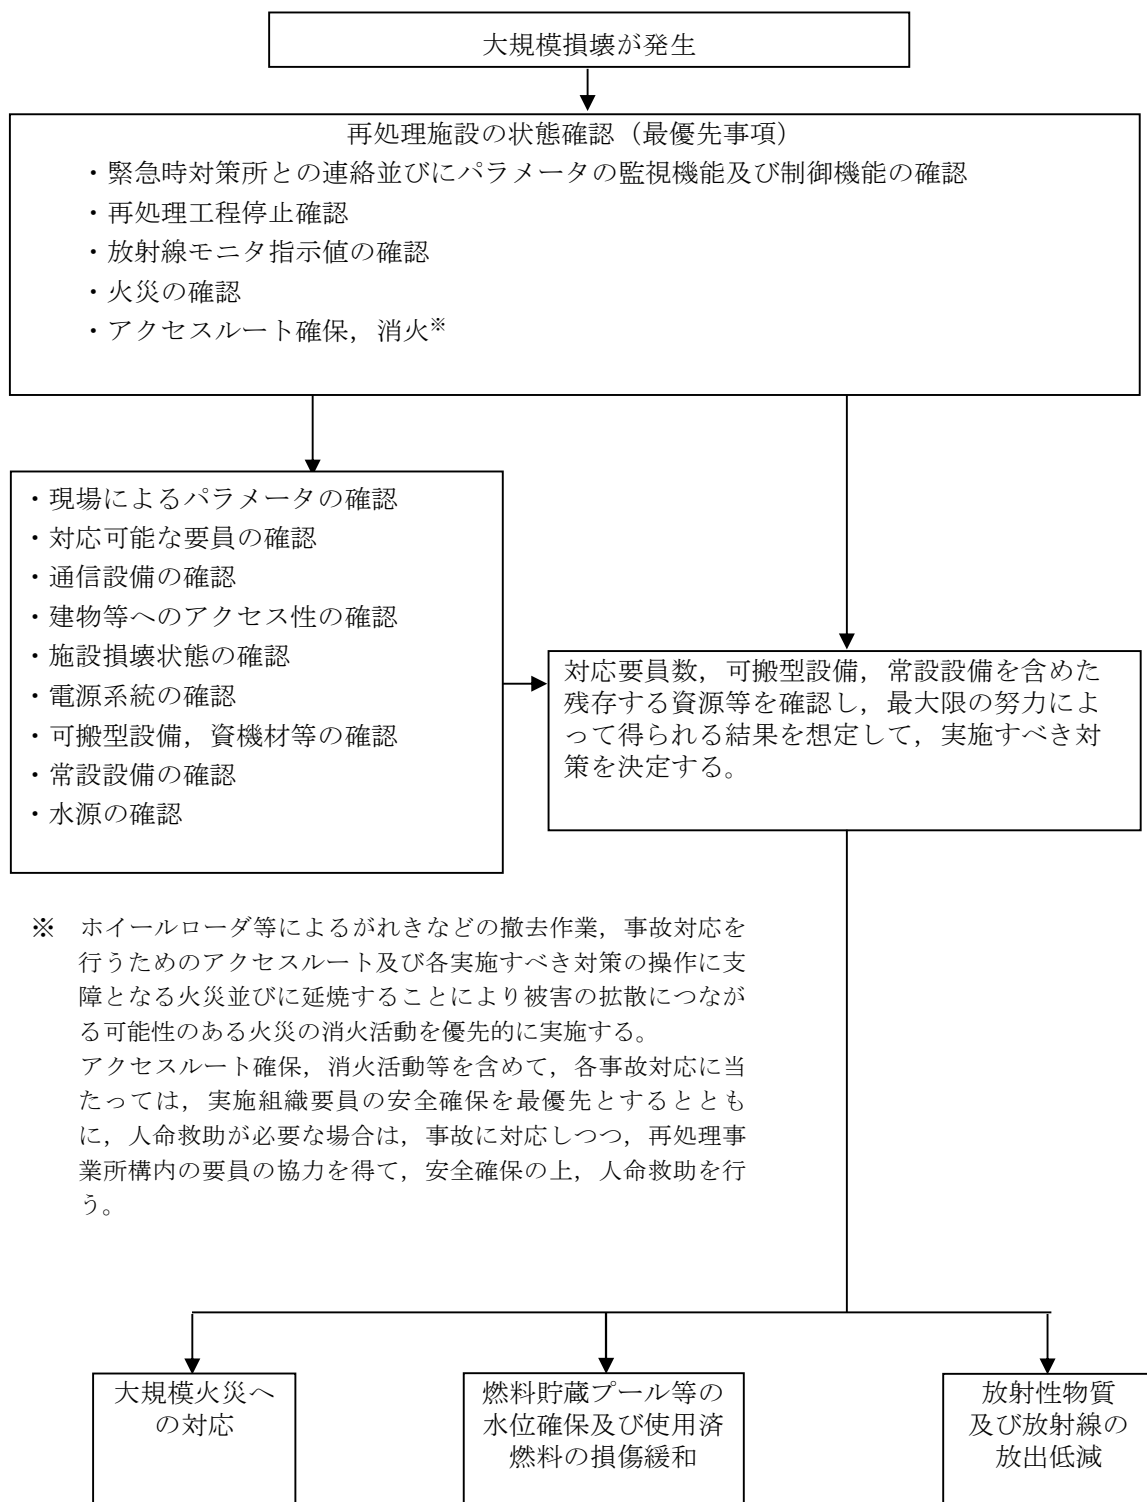 大規模損壊が発生
再処理施設の状態確認（最優先事項）
・緊急時対策所との連絡並びにパラメータの監視機能及び制御機能の確認
・再処理工程停止確認
・放射線モニタ指示値の確認
・火災の確認
・アクセスルート確保，消火※
・現場によるパラメータの確認
・対応可能な要員の確認
・通信設備の確認
・建物等へのアクセス性の確認
・施設損壊状態の確認
・電源系統の確認
・可搬型設備，資機材等の確認
・常設設備の確認
・水源の確認
対応要員数，可搬型設備，常設設備を含めた
残存する資源等を確認し，最大限の努力によ
って得られる結果を想定して，実施すべき対
策を決定する。
※　ホイールローダ等によるがれきなどの撤去作業，事故対応を
行うためのアクセスルート及び各実施すべき対策の操作に支
障となる火災並びに延焼することにより被害の拡散につなが
る可能性のある火災の消火活動を優先的に実施する。
アクセスルート確保，消火活動等を含めて，各事故対応に当
たっては，実施組織要員の安全確保を最優先とするととも
に，人命救助が必要な場合は，事故に対応しつつ，再処理事
業所構内の要員の協力を得て，安全確保の上，人命救助を行
う。
大規模火災へ
の対応
燃料貯蔵プール等の
水位確保及び使用済
燃料の損傷緩和
放射性物質
及び放射線の
放出低減